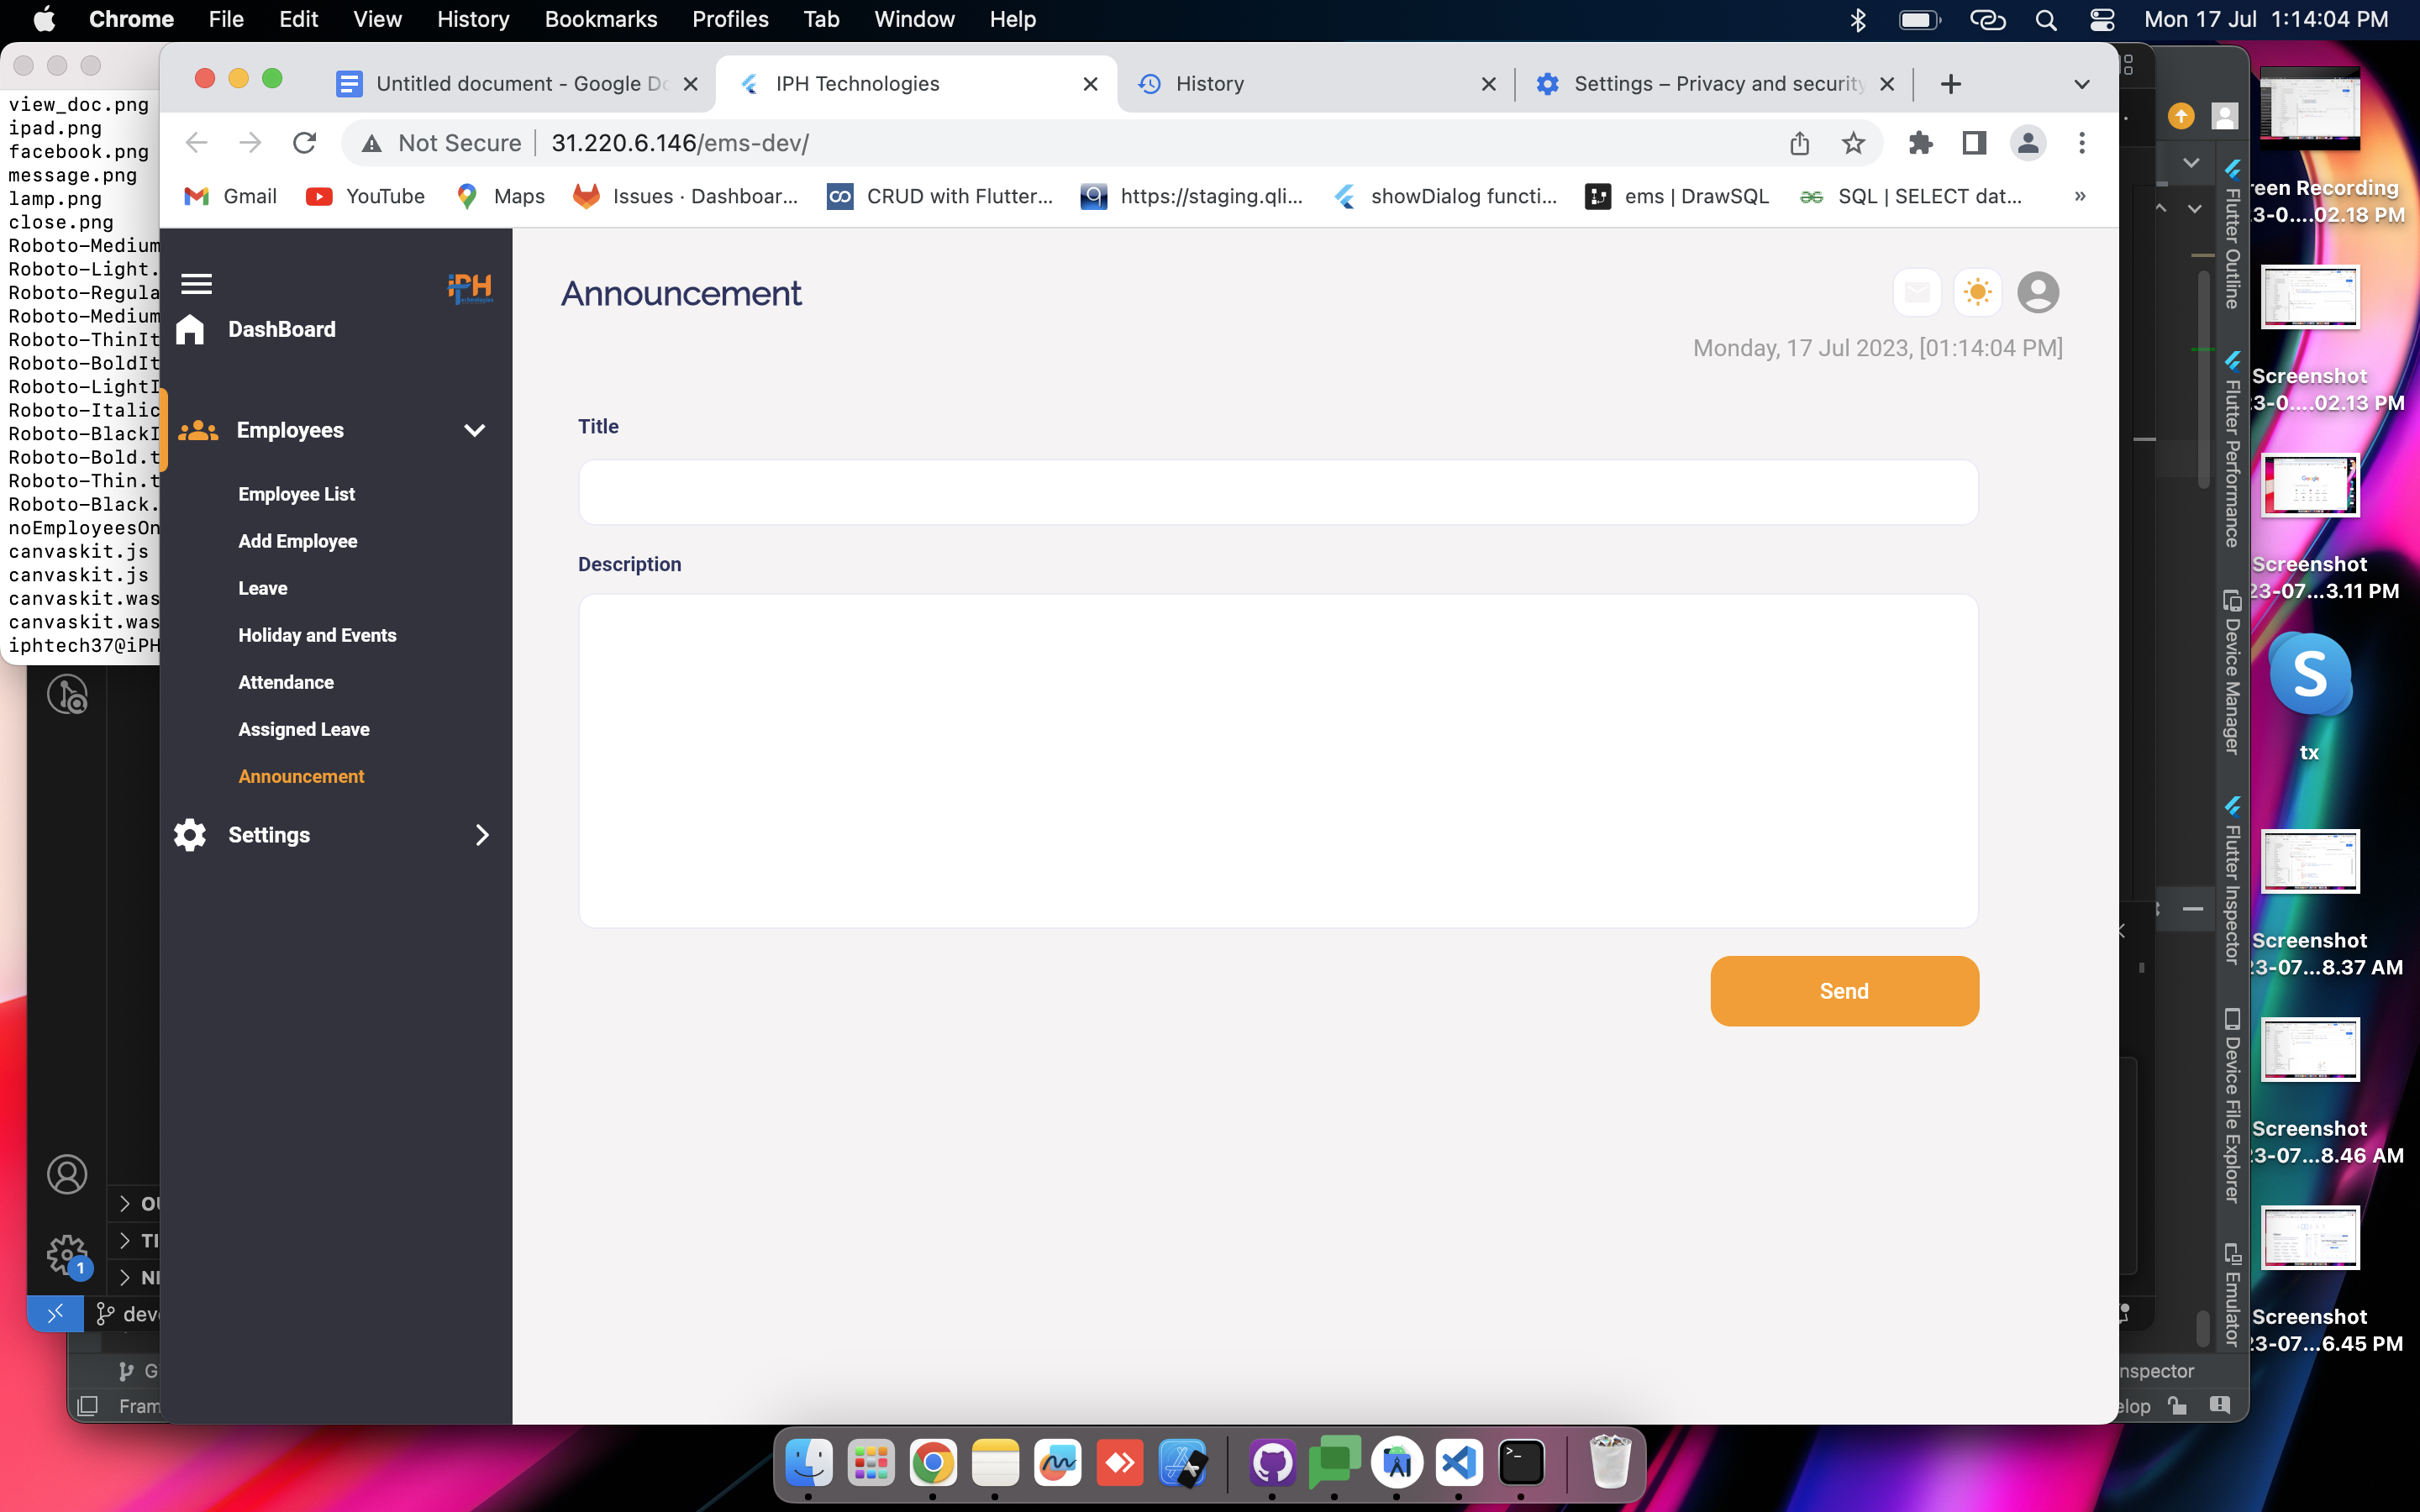 Chrome File Edit View History Bookmarks Profiles Tab Window Help
Mon 17 Jul 1:14:04 PM
view_doc.png
ipad.png
facebook.png
message.png
lamp.png
close.png
Roboto-Medium
Roboto-Light.
Roboto-Regula
Roboto-Medium
Roboto-ThinIt
Roboto-BoldIt
Roboto-LightI
Roboto-Italic
Roboto-BlackI
Roboto-Bold.t
Roboto-Thin.t
Roboto-Black.
noEmployeesOn
canvaskit.js
canvaskit.js
canvaskit.was
canvaskit.was
iphtech37@iPH
Untitled document - Google Do
IPH Technologies
History
Settings – Privacy and security
Not Secure 31.220.6.146/ems-dev/
Gmail YouTube Maps Issues · Dashboar... CRUD with Flutter... https://staging.qli... showDialog functi... ems | DrawSQL SQL | SELECT dat... »
iPH
Technologies
DashBoard
Employees
Employee List
Add Employee
Leave
Holiday and Events
Attendance
Assigned Leave
Announcement
Settings
Announcement
Monday, 17 Jul 2023, [01:14:04 PM]
Title
Description
Send
1
OU
TI
NI
deve
G
Fram
nspector
elop
Flutter Outline
Flutter Performance
Device Manager
Flutter Inspector
Device File Explorer
Emulator
reen Recording
23-0....02.18 PM
Screenshot
23-0....02.13 PM
Screenshot
23-07...3.11 PM
tx
Screenshot
23-07...8.37 AM
Screenshot
23-07...8.46 AM
Screenshot
23-07...6.45 PM